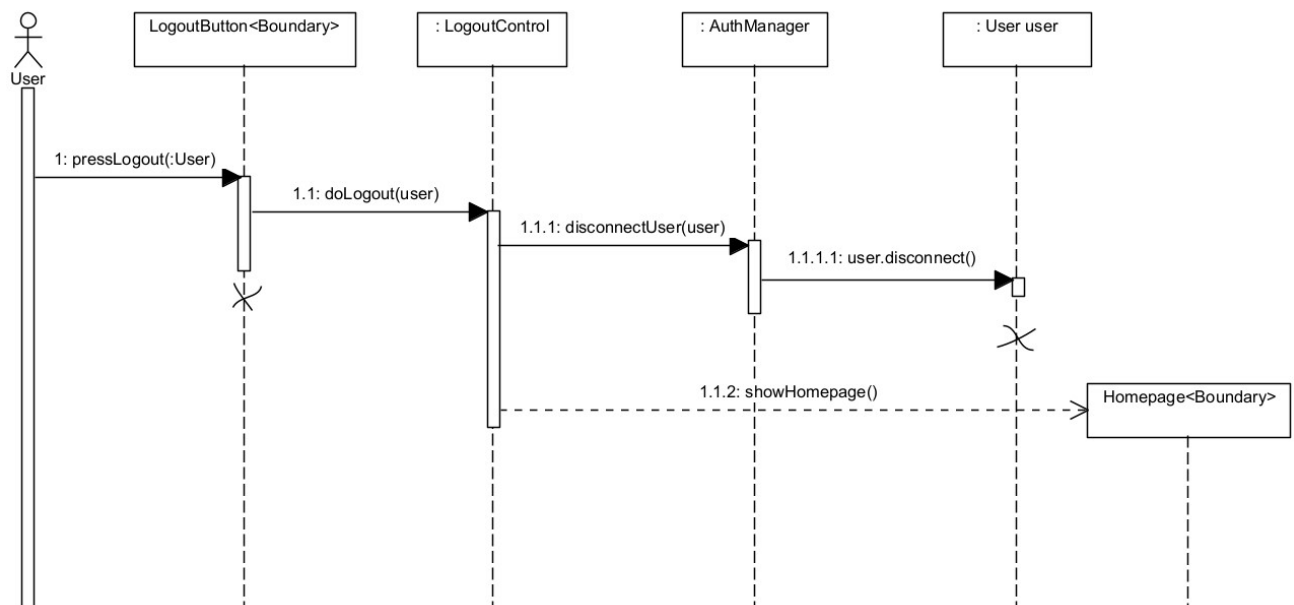 LogoutButton<Boundary>
: LogoutControl
: AuthManager
: User user
User
1: pressLogout(:User)
1.1: doLogout(user)
1.1.1: disconnectUser(user)
1.1.1.1: user.disconnect()
1.1.2: showHomepage()
Homepage<Boundary>